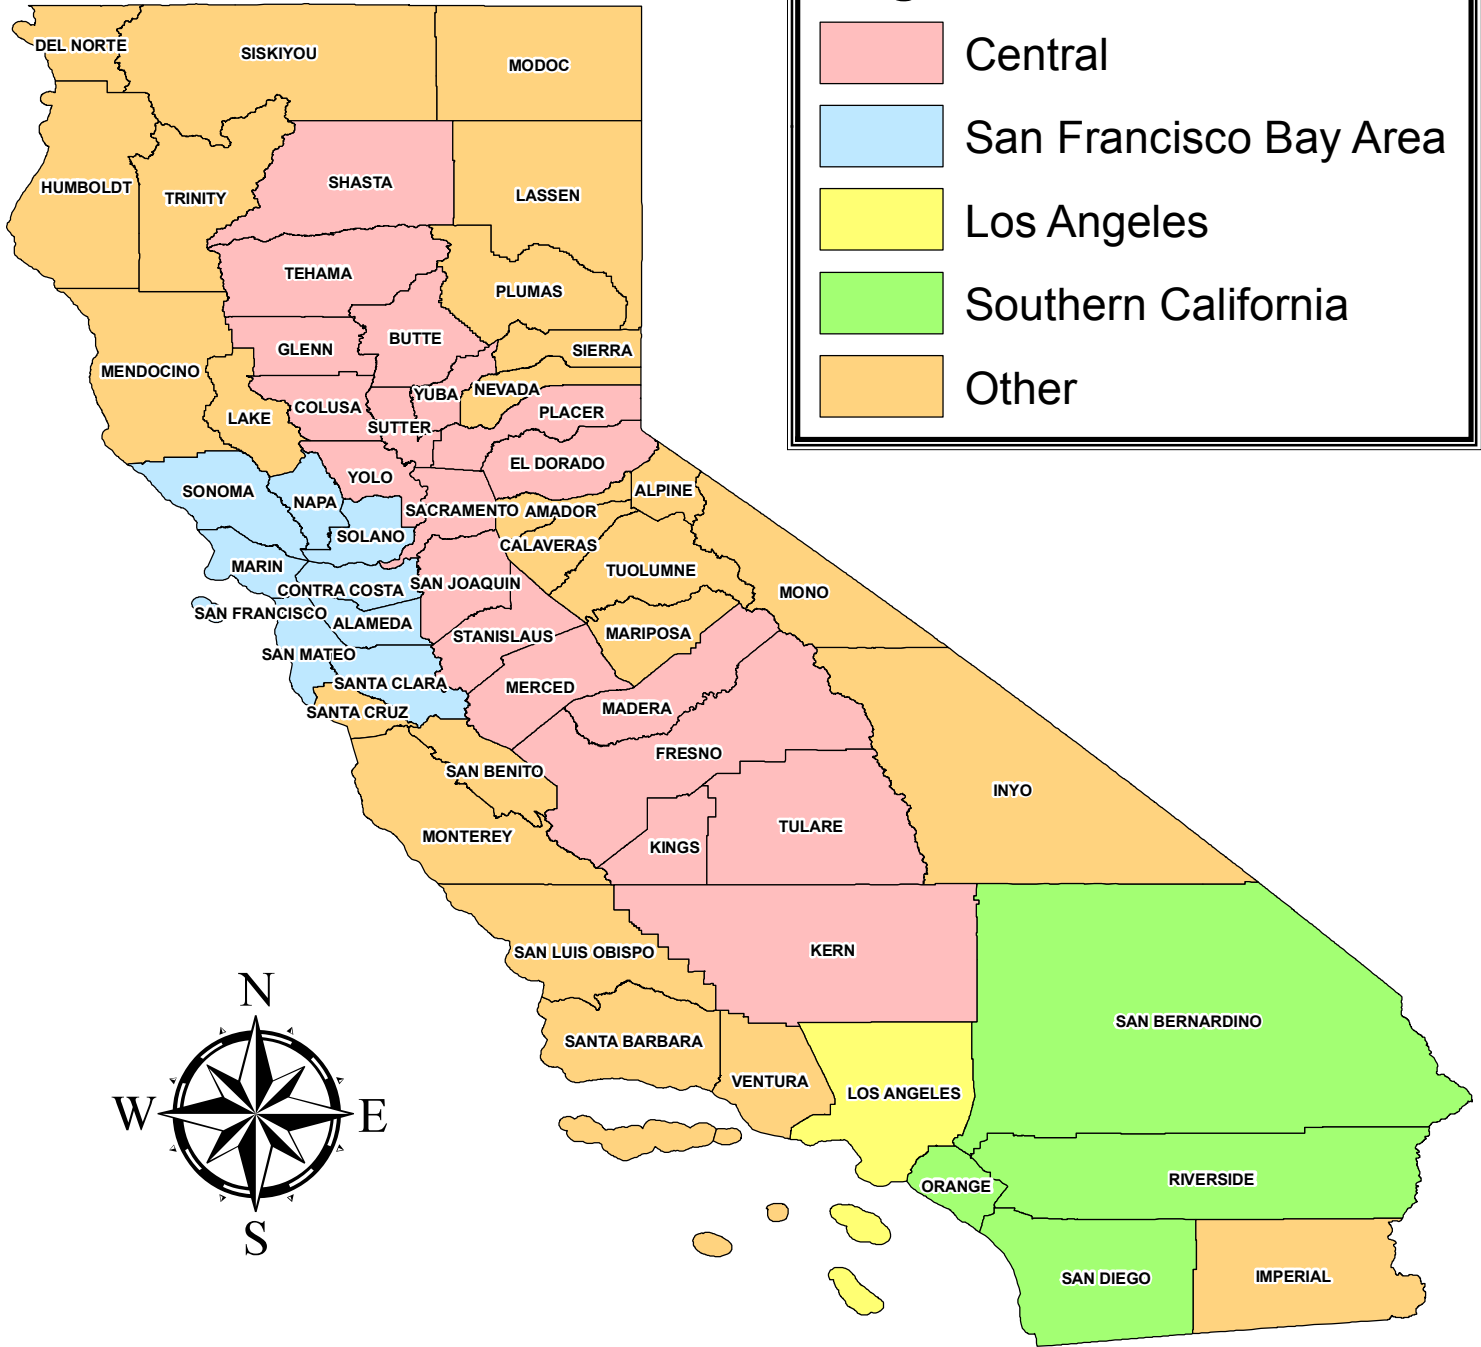 Central
San Francisco Bay Area
Los Angeles
Southern California
Other
DEL NORTE
SISKIYOU
MODOC
HUMBOLDT
TRINITY
SHASTA
LASSEN
TEHAMA
PLUMAS
MENDOCINO
GLENN
BUTTE
SIERRA
LAKE
COLUSA
YUBA
NEVADA
SUTTER
PLACER
SONOMA
NAPA
YOLO
EL DORADO
SOLANO
SACRAMENTO
AMADOR
ALPINE
MARIN
CONTRA COSTA
SAN JOAQUIN
CALAVERAS
TUOLUMNE
MONO
SAN FRANCISCO
ALAMEDA
STANISLAUS
MARIPOSA
SAN MATEO
SANTA CLARA
MERCED
MADERA
SANTA CRUZ
SAN BENITO
FRESNO
INYO
MONTEREY
KINGS
TULARE
SAN LUIS OBISPO
KERN
SANTA BARBARA
VENTURA
LOS ANGELES
SAN BERNARDINO
ORANGE
RIVERSIDE
SAN DIEGO
IMPERIAL
N
W
E
S